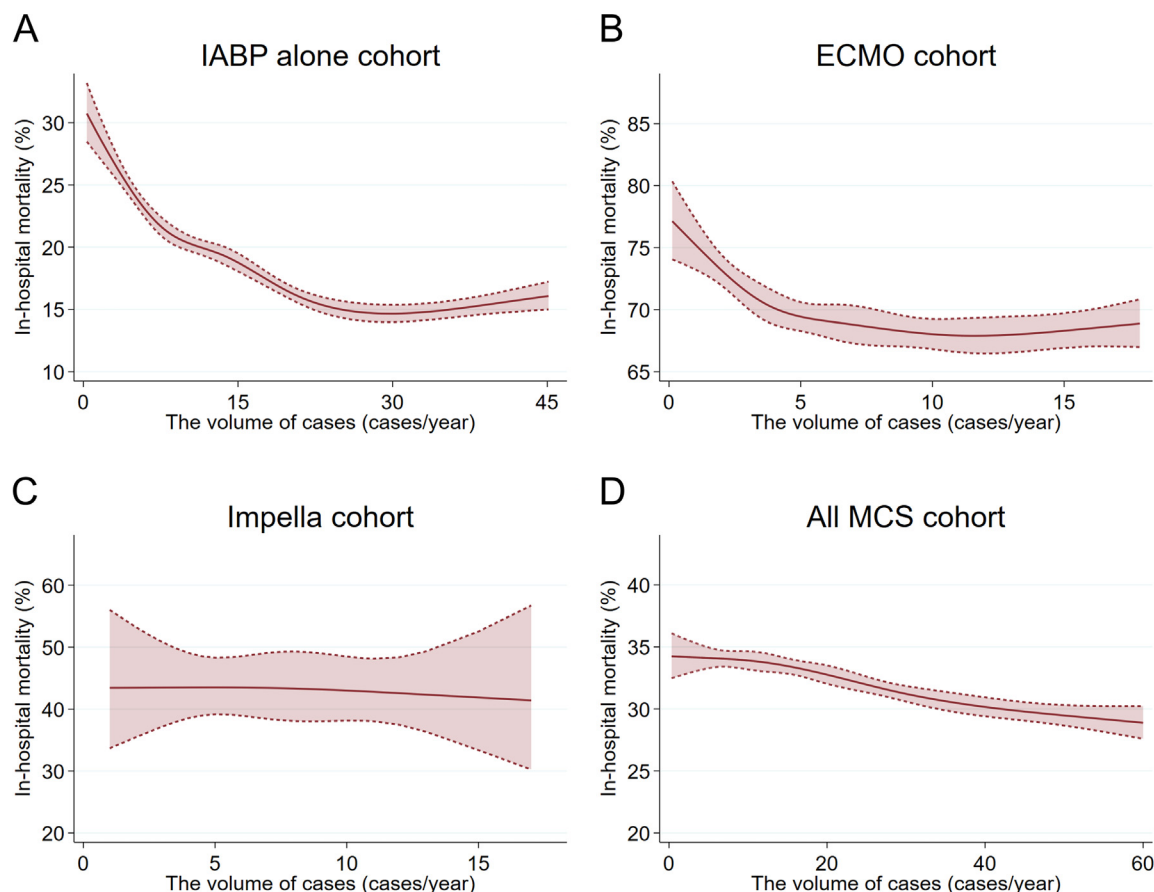 A
IABP alone cohort
In-hospital mortality (%)
30
25
20
15
10
0 15 30 45
The volume of cases (cases/year)
B
ECMO cohort
In-hospital mortality (%)
85
80
75
70
65
0 5 10 15
The volume of cases (cases/year)
C
Impella cohort
In-hospital mortality (%)
60
50
40
30
20
0 5 10 15
The volume of cases (cases/year)
D
All MCS cohort
In-hospital mortality (%)
40
35
30
25
20
0 20 40 60
The volume of cases (cases/year)